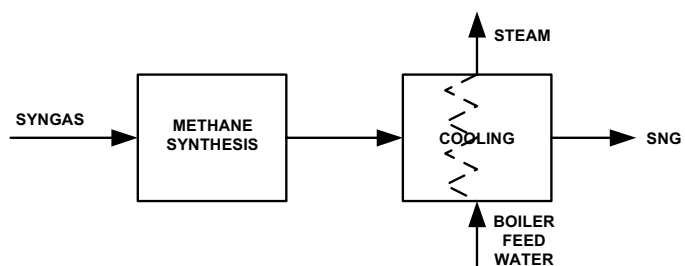 STEAM
SYNGAS
METHANE
SYNTHESIS
COOLING
SNG
BOILER
FEED
WATER